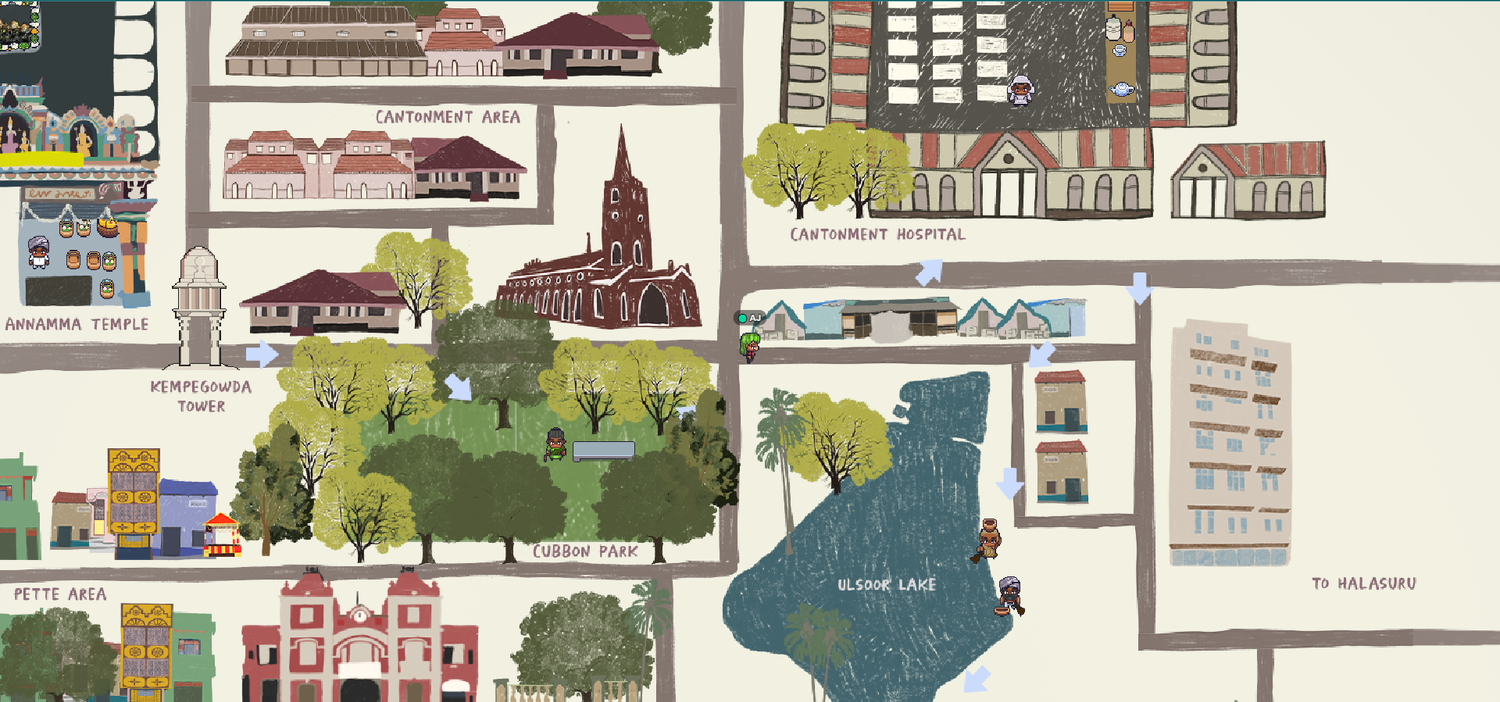 CANTONMENT AREA
CANTONMENT HOSPITAL
ANNAMMA TEMPLE
AJ
KEMPEGOWDA
TOWER
CUBBON PARK
ULSOOR LAKE
TO HALASURU
PETTE AREA